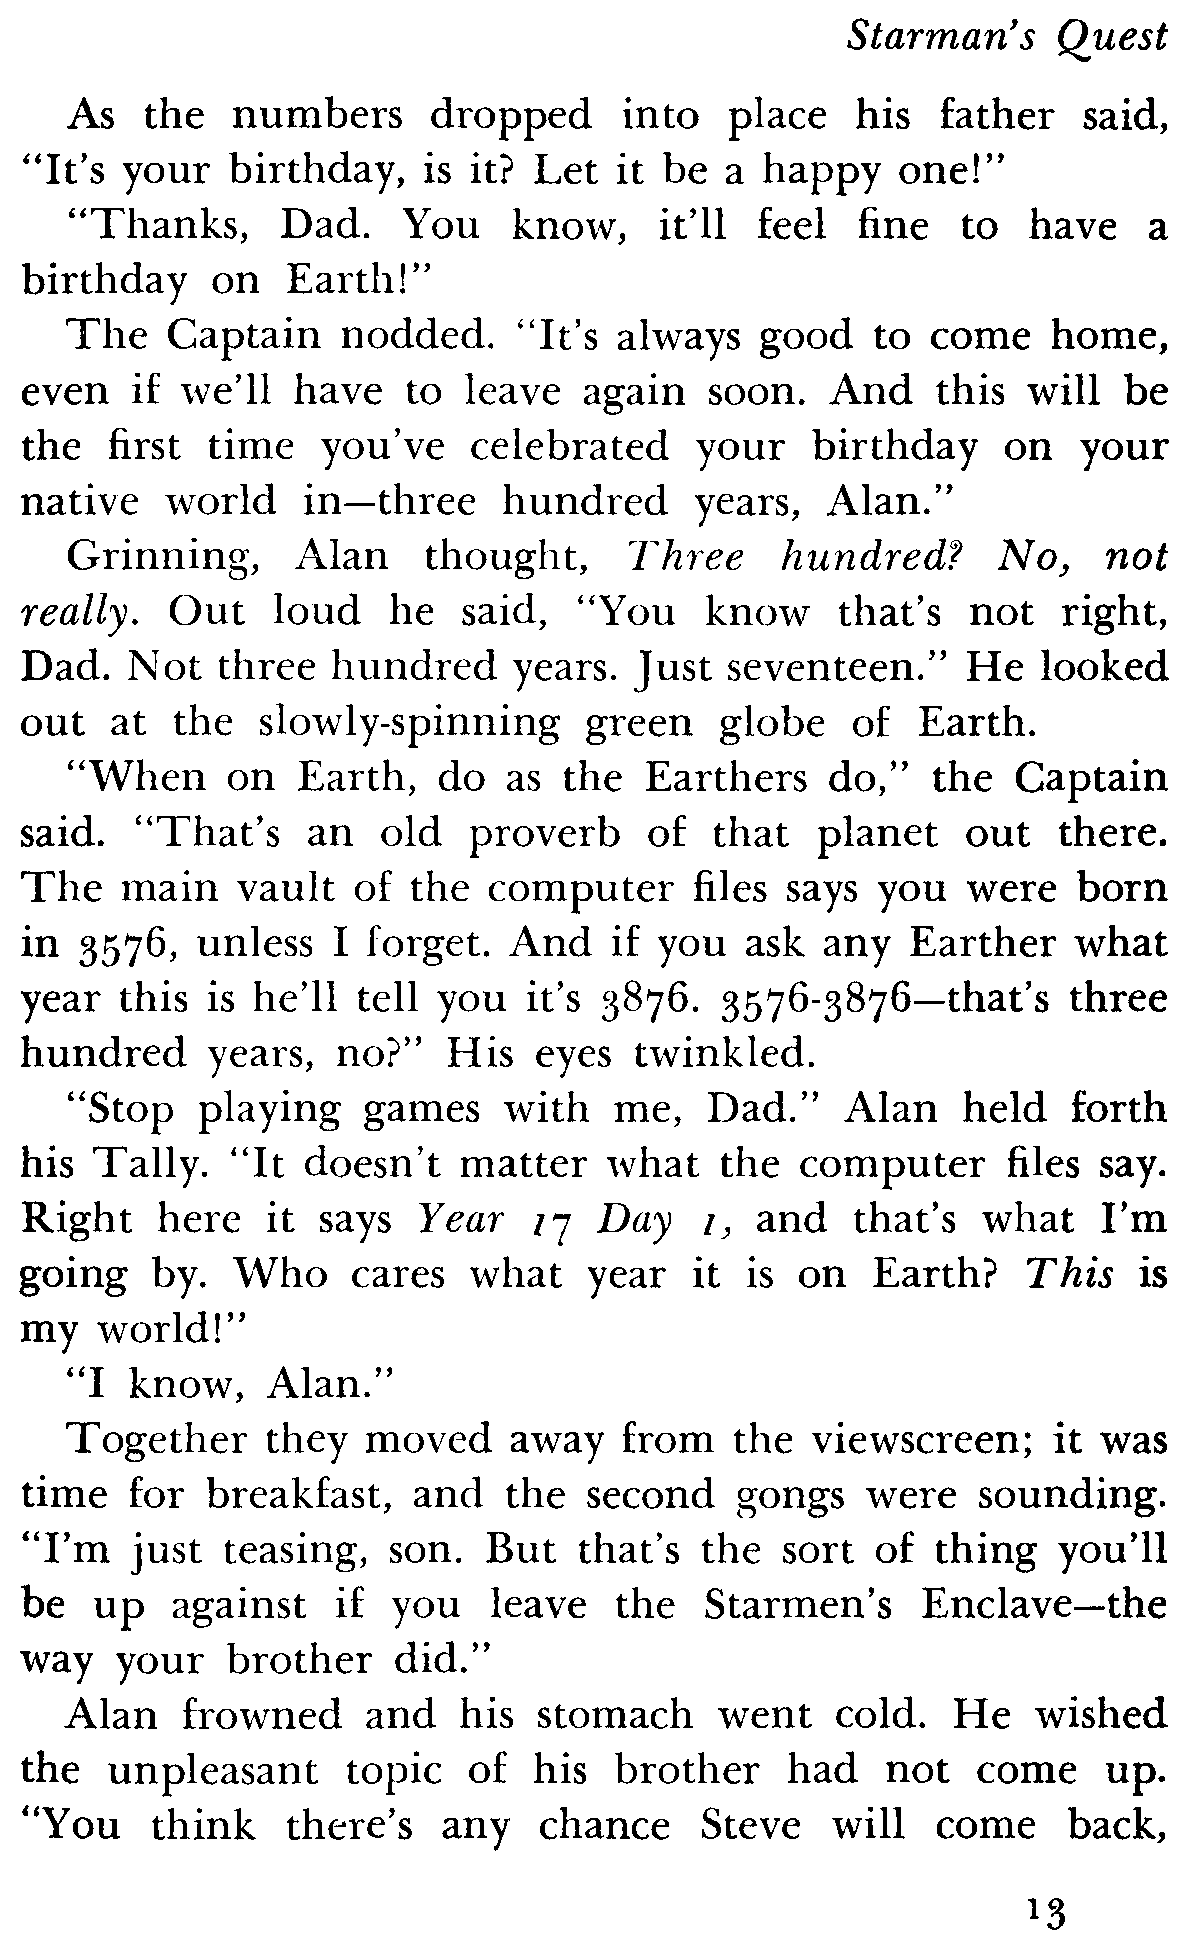 Starman's Quest
As the numbers dropped into place his father said,
“It's your birthday, is it? Let it be a happy one!”
“Thanks, Dad. You know, it'll feel fine to have a
birthday on Earth!”
The Captain nodded. “It's always good to come home,
even if we'll have to leave again soon. And this will be
the first time you've celebrated your birthday on your
native world in—three hundred years, Alan.”
Grinning, Alan thought, Three hundred? No, not
really. Out loud he said, “You know that's not right,
Dad. Not three hundred years. Just seventeen.” He looked
out at the slowly-spinning green globe of Earth.
“When on Earth, do as the Earthers do,” the Captain
said. “That's an old proverb of that planet out there.
The main vault of the computer files says you were born
in 3576, unless I forget. And if you ask any Earther what
year this is he'll tell you it's 3876. 3576-3876—that's three
hundred years, no?” His eyes twinkled.
“Stop playing games with me, Dad.” Alan held forth
his Tally. “It doesn't matter what the computer files say.
Right here it says Year 17 Day 1, and that's what I'm
going by. Who cares what year it is on Earth? This is
my world!”
“I know, Alan.”
Together they moved away from the viewscreen; it was
time for breakfast, and the second gongs were sounding.
“I'm just teasing, son. But that's the sort of thing you'll
be up against if you leave the Starmen's Enclave—the
way your brother did.”
Alan frowned and his stomach went cold. He wished
the unpleasant topic of his brother had not come up.
“You think there's any chance Steve will come back,
13